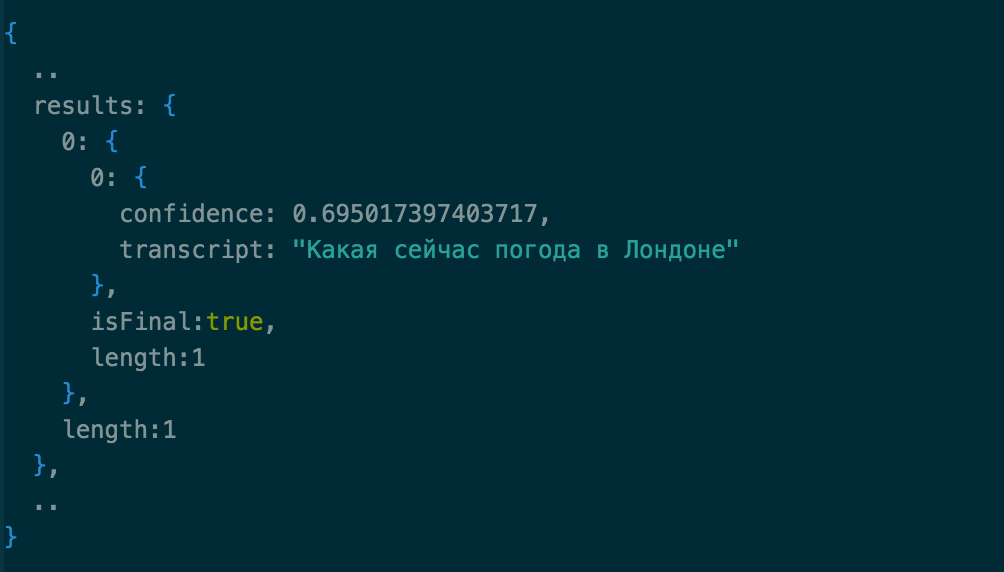 {
  ..
  results: {
    0: {
      0: {
        confidence: 0.695017397403717,
        transcript: "Какая сейчас погода в Лондоне"
      },
      isFinal:true,
      length:1
    },
    length:1
  },
  ..
}